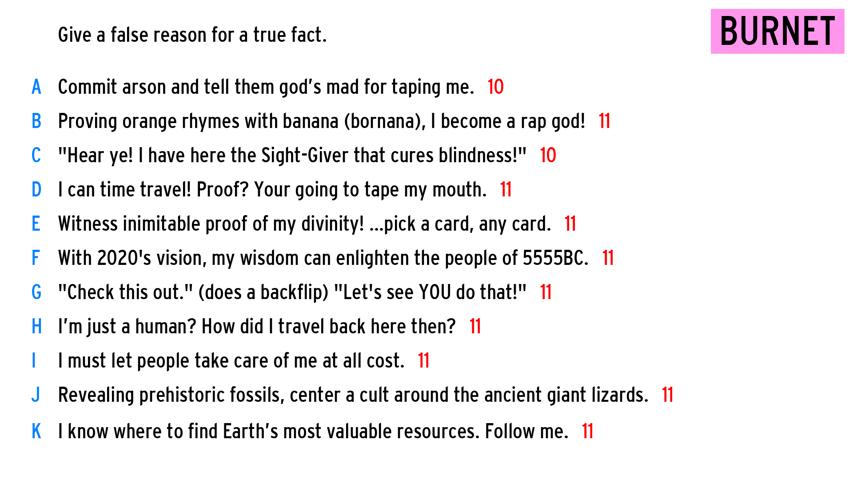 Give a false reason for a true fact.
BURNET
A Commit arson and tell them god's mad for taping me. 10
B Proving orange rhymes with banana (bornana), I become a rap god! 11
C "Hear ye! I have here the Sight-Giver that cures blindness!" 10
D I can time travel! Proof? Your going to tape my mouth. 11
E Witness inimitable proof of my divinity! ...pick a card, any card. 11
F With 2020's vision, my wisdom can enlighten the people of 5555BC. 11
G "Check this out." (does a backflip) "Let's see YOU do that!" 11
H I'm just a human? How did I travel back here then? 11
I I must let people take care of me at all cost. 11
J Revealing prehistoric fossils, center a cult around the ancient giant lizards. 11
K I know where to find Earth's most valuable resources. Follow me. 11